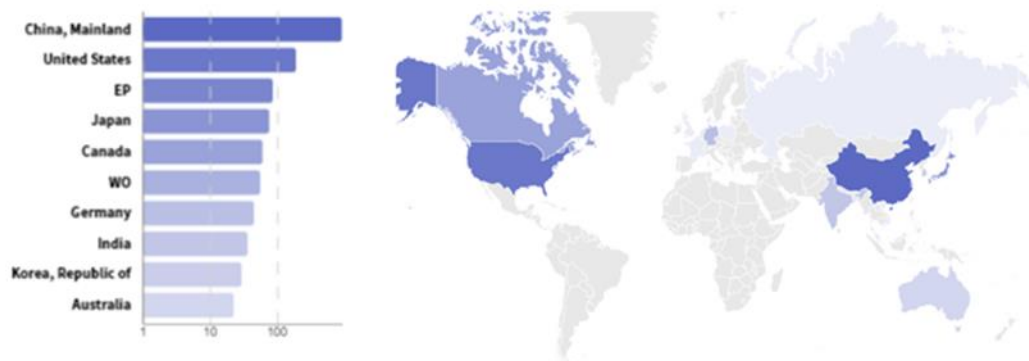 China, Mainland
United States
EP
Japan
Canada
WO
Germany
India
Korea, Republic of
Australia
1 10 100